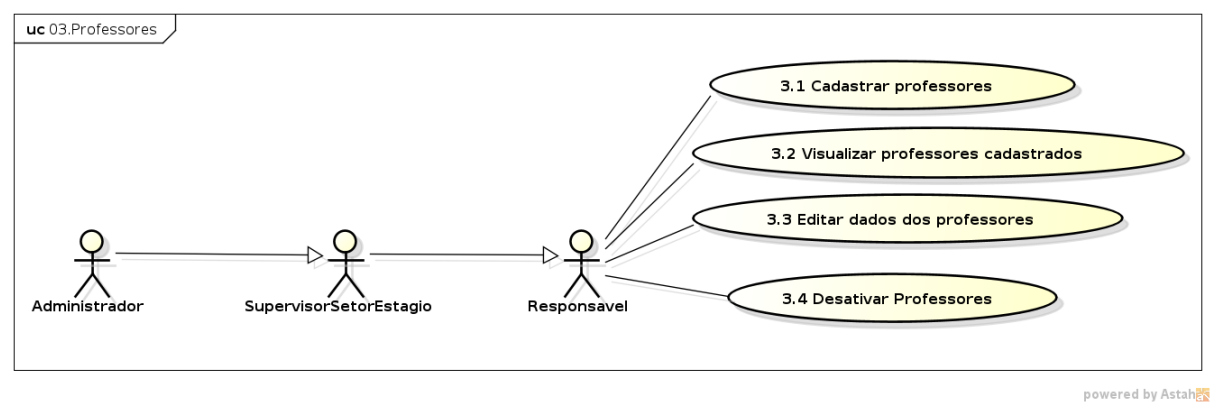 uc 03.Professores
3.1 Cadastrar professores
3.2 Visualizar professores cadastrados
3.3 Editar dados dos professores
3.4 Desativar Professores
Administrador
SupervisorSetorEstagio
Responsavel
powered by Astah